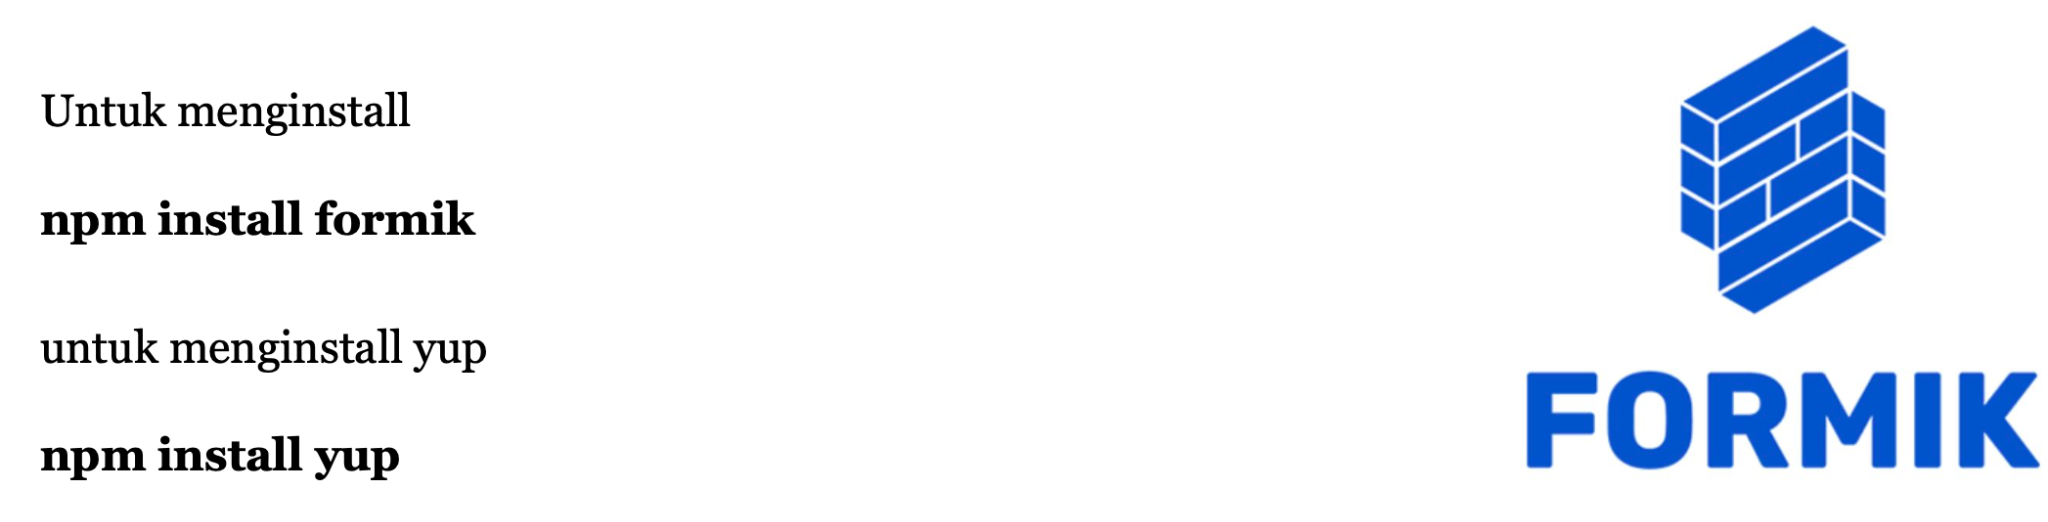 Untuk menginstall
npm install formik
untuk menginstall yup
npm install yup
FORMIK